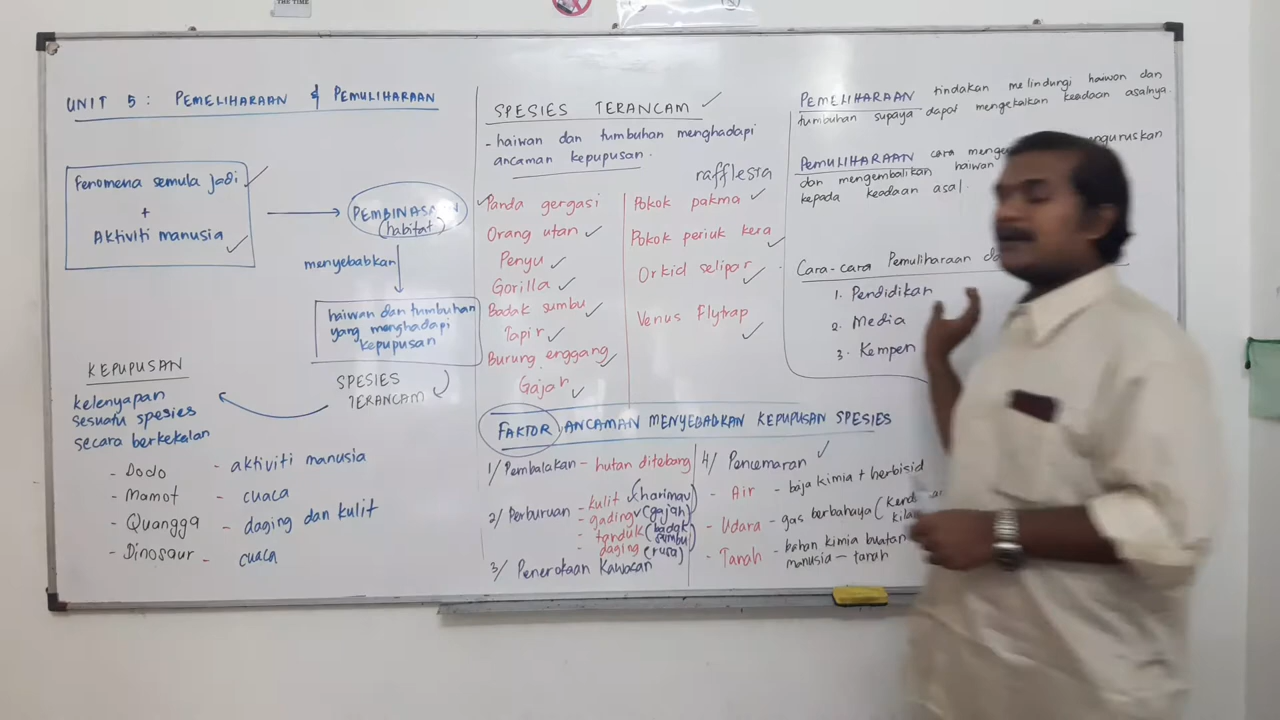 THE TIME
UNIT 5 : PEMELIHARAAN & PEMULIHARAAN
Fenomena semula jadi
+
Aktiviti manusia
(habitat)
menyebabkan
haiwan dan tumbuhan
yang menghadapi
kepupusan
SPESIES
TERANCAM
KEPUPUSAN
kelenyapan
sesuatu spesies
secara berkekalan
- Dodo - aktiviti manusia
- Mamot - cuaca
- Quangga - daging dan kulit
- Dinosaur - cuaca
SPESIES TERANCAM
- haiwan dan tumbuhan menghadapi
ancaman kepupusan.
Panda gergasi
Orang utan
Penyu
Gorilla
Badak sumbu
Tapir
Burung enggang
Gajah
rafflesia
Pokok pakma
Pokok periuk kera
Orkid selipar
Venus Flytrap
FAKTOR ANCAMAN MENYEBABKAN KEPUPUSAN SPESIES
1/ Pembalakan - hutan ditebang
2/ Perburuan - kulit (harimau)
- gading (gajah)
- tanduk (badak sumbu)
- daging (rusa)
3/ Penerokaan Kawasan
4/ Pencemaran
- Air - baja kimia + herbisid
- Udara - gas berbahaya
- Tanah - bahan kimia buatan
manusia - tanah
PEMELIHARAAN tindakan melindungi haiwan dan
tumbuhan supaya dapat mengekalkan keadaan asalnya.
PEMULIHARAAN cara
dan mengembalikan haiwan
kepada keadaan asal.
Cara-cara Pemuliharaan
1. Pendidikan
2. Media
3. Kempen